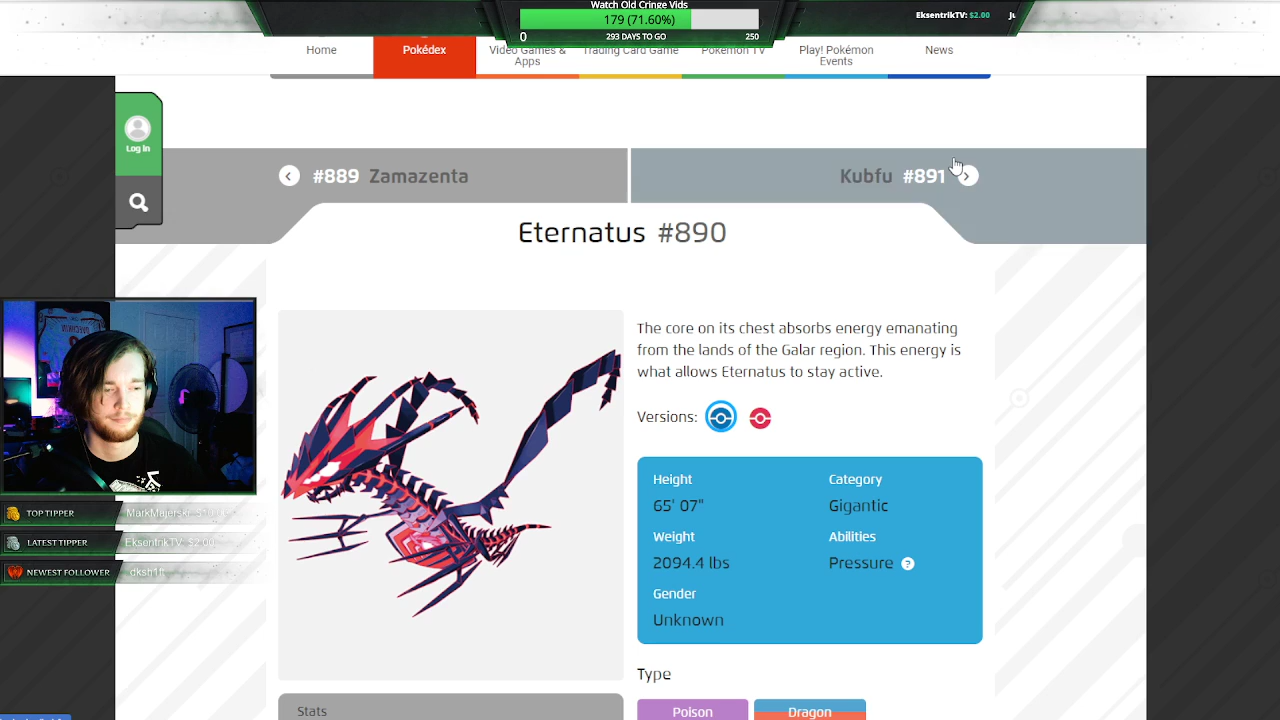 Watch Old Cringe Vids
179 (71.60%)
0 293 DAYS TO GO 250
EksentrikTV: $2.00
Home
Pokédex
Video Games & Apps
Trading Card Game
Pokémon TV
Play! Pokémon Events
News
Log In
#889 Zamazenta
Kubfu #891
Eternatus #890
The core on its chest absorbs energy emanating
from the lands of the Galar region. This energy is
what allows Eternatus to stay active.
Versions:
Height
65' 07"
Category
Gigantic
Weight
2094.4 lbs
Abilities
Pressure ?
Gender
Unknown
Type
Poison
Dragon
Stats
TOP TIPPER
LATEST TIPPER EksentrikTV: $2.00
NEWEST FOLLOWER dksh1ft